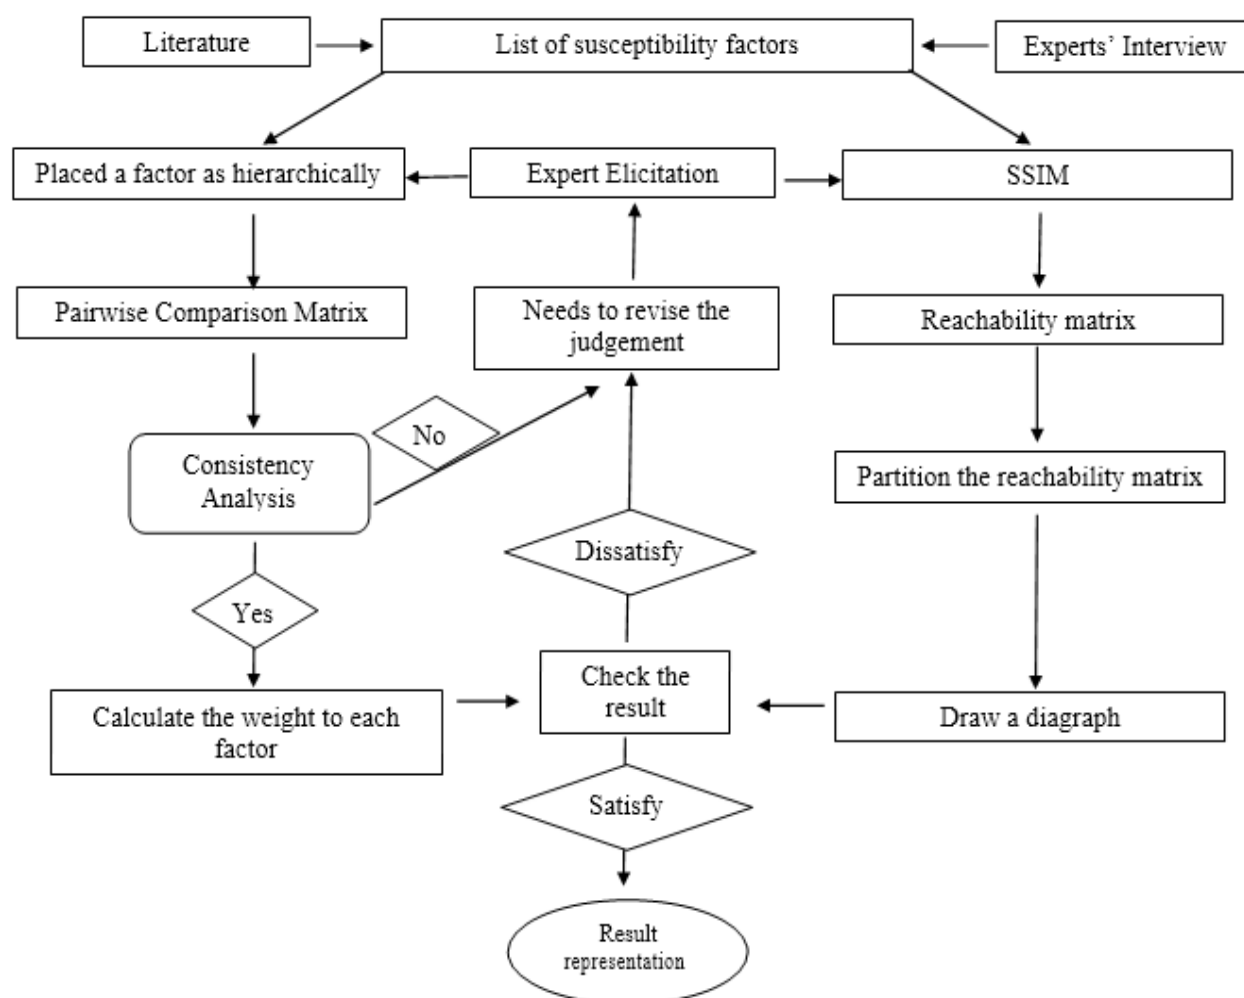 Literature
List of susceptibility factors
Experts’ Interview
Placed a factor as hierarchically
Expert Elicitation
SSIM
Pairwise Comparison Matrix
Needs to revise the
judgement
Reachability matrix
No
Consistency
Analysis
Partition the reachability matrix
Dissatisfy
Yes
Calculate the weight to each
factor
Check the
result
Draw a diagraph
Satisfy
Result
representation